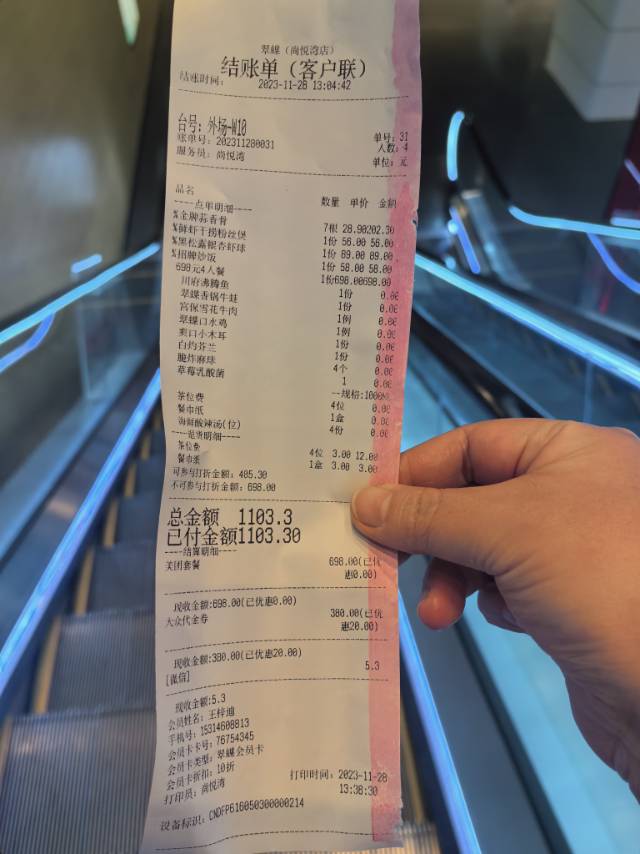 翠蝶（尚悦湾店）
结账单（客户联）
结账时间： 2023-11-28 13:04:42
台号：外场-W10
账单号：202311280031 单号：31
服务员：尚悦湾 人数：4
单位：元
品名 数量 单价 金额
----点单明细----
%金牌蒜香骨 7根 28.90 202.30
%鲜虾干捞粉丝煲 1份 56.00 56.00
%黑松露银杏虾球 1份 89.00 89.00
%招牌炒饭 1份 58.00 58.00
698元4人餐 1份 698.00 698.00
川府沸腾鱼 1份 0.00
翠蝶香锅牛蛙 1份 0.00
宫保雪花牛肉 1例 0.00
翠蝶口水鸡 1例 0.00
爽口小木耳 1份 0.00
白灼芥兰 1份 0.00
脆炸麻球 4个 0.00
草莓乳酸菌 1 0.00
—规格:1000M
茶位费 4位 0.00
餐巾纸 1盒 0.00
海鲜酸辣汤(位) 4份 0.00
茶位费 4位 3.00 12.00
餐巾纸 1盒 3.00 3.00
可参与打折金额: 405.30
不可参与打折金额: 698.00
总金额 1103.3
已付金额1103.30
----结算明细----
美团套餐 698.00(已优
惠0.00)
现收金额:698.00(已优惠0.00)
大众代金券 380.00(已优
惠20.00)
现收金额:380.00(已优惠20.00)
[微信] 5.3
现收金额:5.3
会员姓名: 王梓迪
手机号: 15314608813
会员卡卡号: 76754345
会员卡类型: 翠蝶会员卡
会员卡折扣: 10折
打印员: 尚悦湾 打印时间: 2023-11-28
13:38:30
设备标识: CNDFP616050300000214